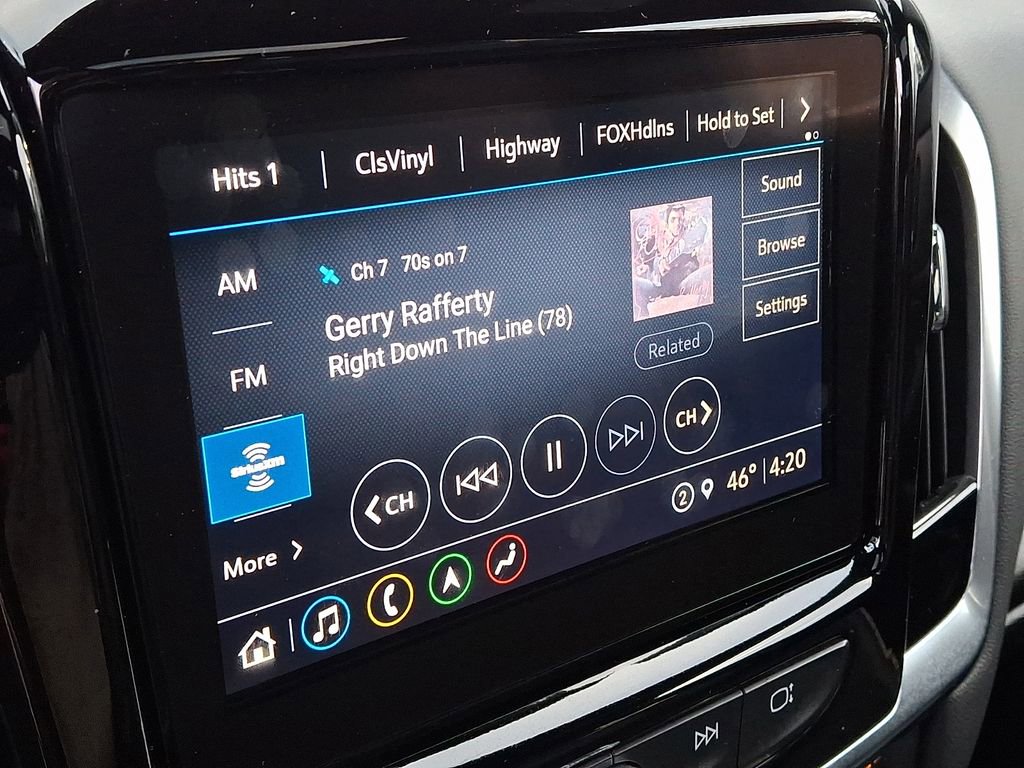 Hits 1
ClsVinyl
Highway
FOXHdlns
Hold to Set
AM
FM
SiriusXM
More
Ch 7 70s on 7
Gerry Rafferty
Right Down The Line (78)
Related
Sound
Browse
Settings
CH
CH
2
46° 4:20